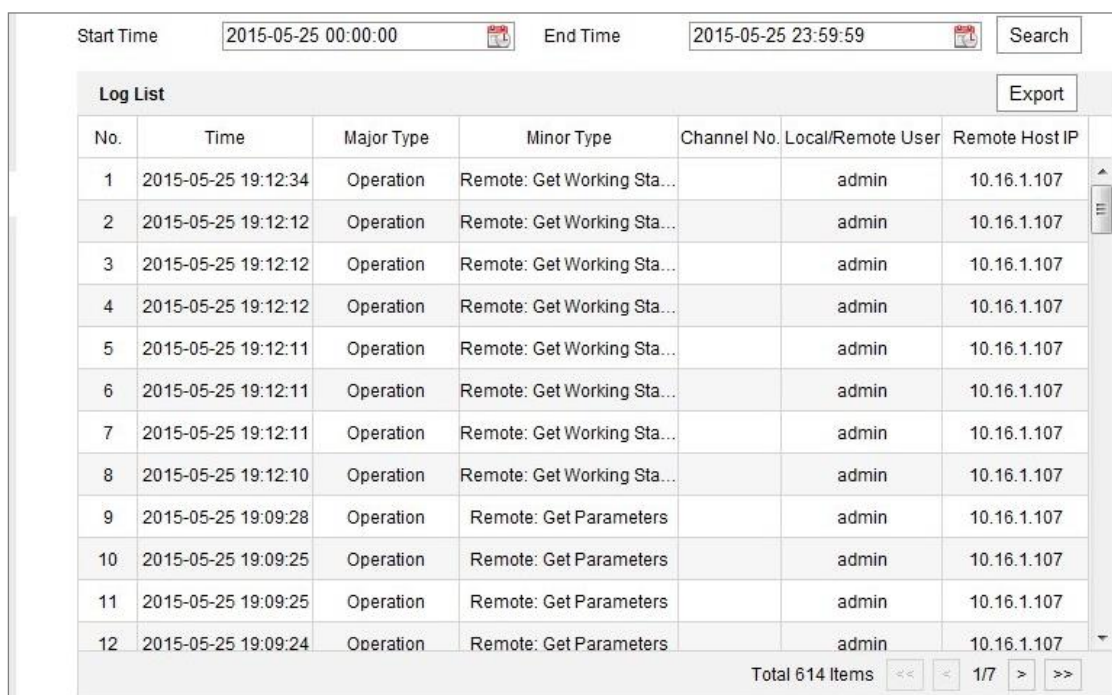 Start Time 2015-05-25 00:00:00 End Time 2015-05-25 23:59:59 Search
Log List Export
No. Time Major Type Minor Type Channel No. Local/Remote User Remote Host IP
1 2015-05-25 19:12:34 Operation Remote: Get Working Sta... admin 10.16.1.107
2 2015-05-25 19:12:12 Operation Remote: Get Working Sta... admin 10.16.1.107
3 2015-05-25 19:12:12 Operation Remote: Get Working Sta... admin 10.16.1.107
4 2015-05-25 19:12:12 Operation Remote: Get Working Sta... admin 10.16.1.107
5 2015-05-25 19:12:11 Operation Remote: Get Working Sta... admin 10.16.1.107
6 2015-05-25 19:12:11 Operation Remote: Get Working Sta... admin 10.16.1.107
7 2015-05-25 19:12:11 Operation Remote: Get Working Sta... admin 10.16.1.107
8 2015-05-25 19:12:10 Operation Remote: Get Working Sta... admin 10.16.1.107
9 2015-05-25 19:09:28 Operation Remote: Get Parameters admin 10.16.1.107
10 2015-05-25 19:09:25 Operation Remote: Get Parameters admin 10.16.1.107
11 2015-05-25 19:09:25 Operation Remote: Get Parameters admin 10.16.1.107
12 2015-05-25 19:09:24 Operation Remote: Get Parameters admin 10.16.1.107
Total 614 Items << < 1/7 > >>